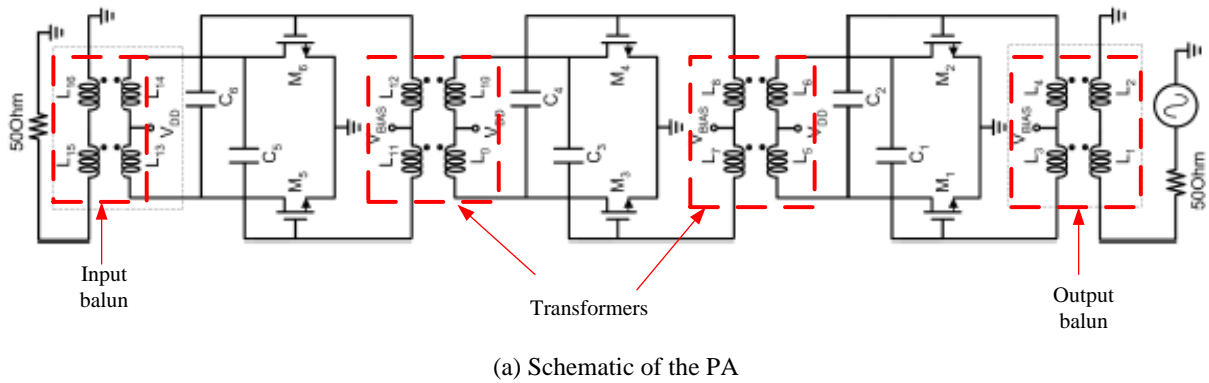 50Ohm
L16
L14
L15
L13
VDD
C6
C5
M6
M5
L12
L10
VBIAS
VDD
L11
L9
C4
C3
M4
M3
L8
L6
VBIAS
VDD
L7
L5
C2
C1
M2
M1
L4
L2
VBIAS
L3
L1
50Ohm
Input
balun
Transformers
Output
balun
(a) Schematic of the PA